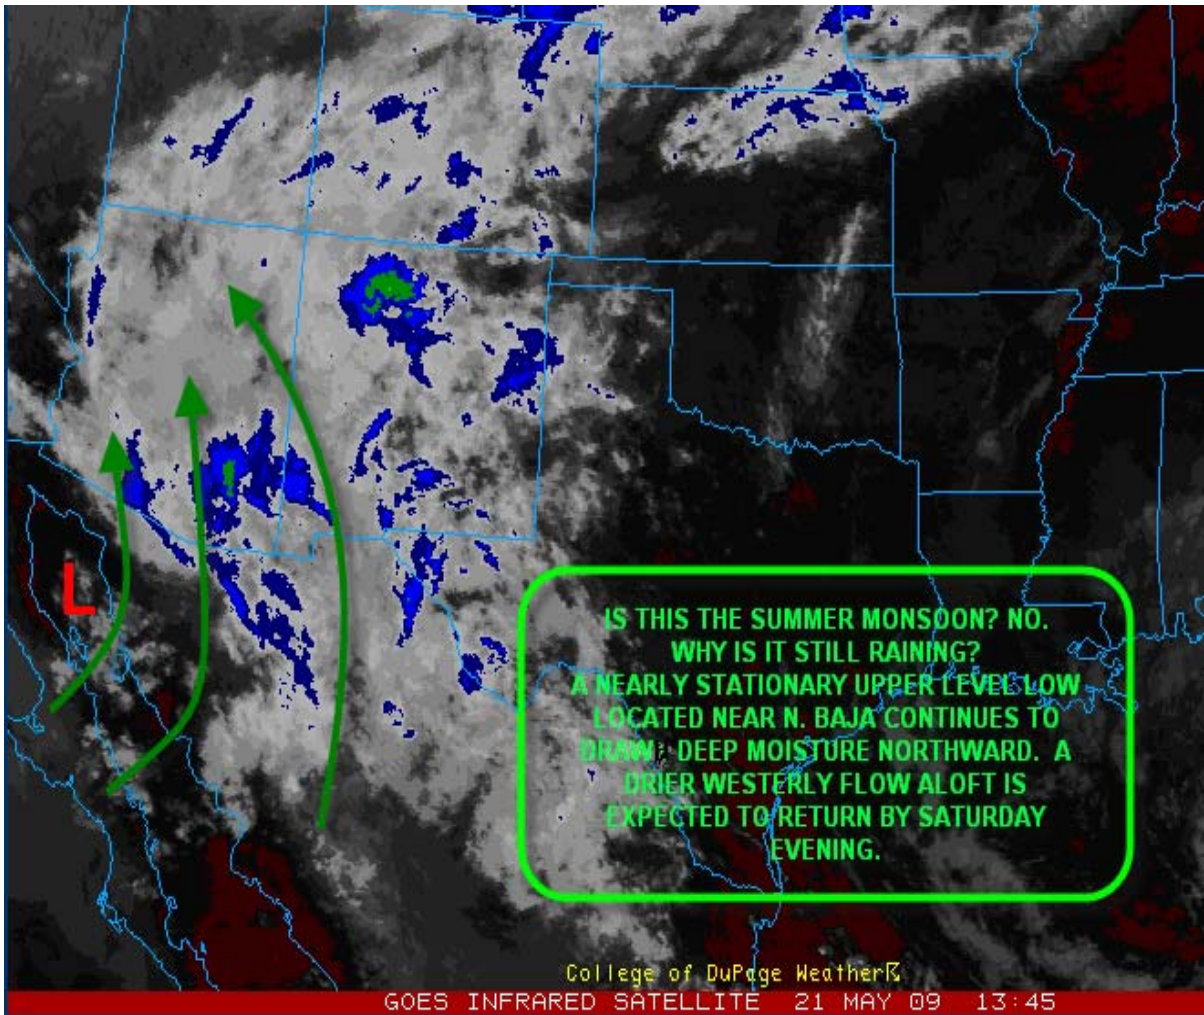 L
IS THIS THE SUMMER MONSOON? NO.
WHY IS IT STILL RAINING?
A NEARLY STATIONARY UPPER LEVEL LOW
LOCATED NEAR N. BAJA CONTINUES TO
DRAW DEEP MOISTURE NORTHWARD. A
DRIER WESTERLY FLOW ALOFT IS
EXPECTED TO RETURN BY SATURDAY
EVENING.
College of DuPage Weather
GOES INFRARED SATELLITE 21 MAY 09 13:45